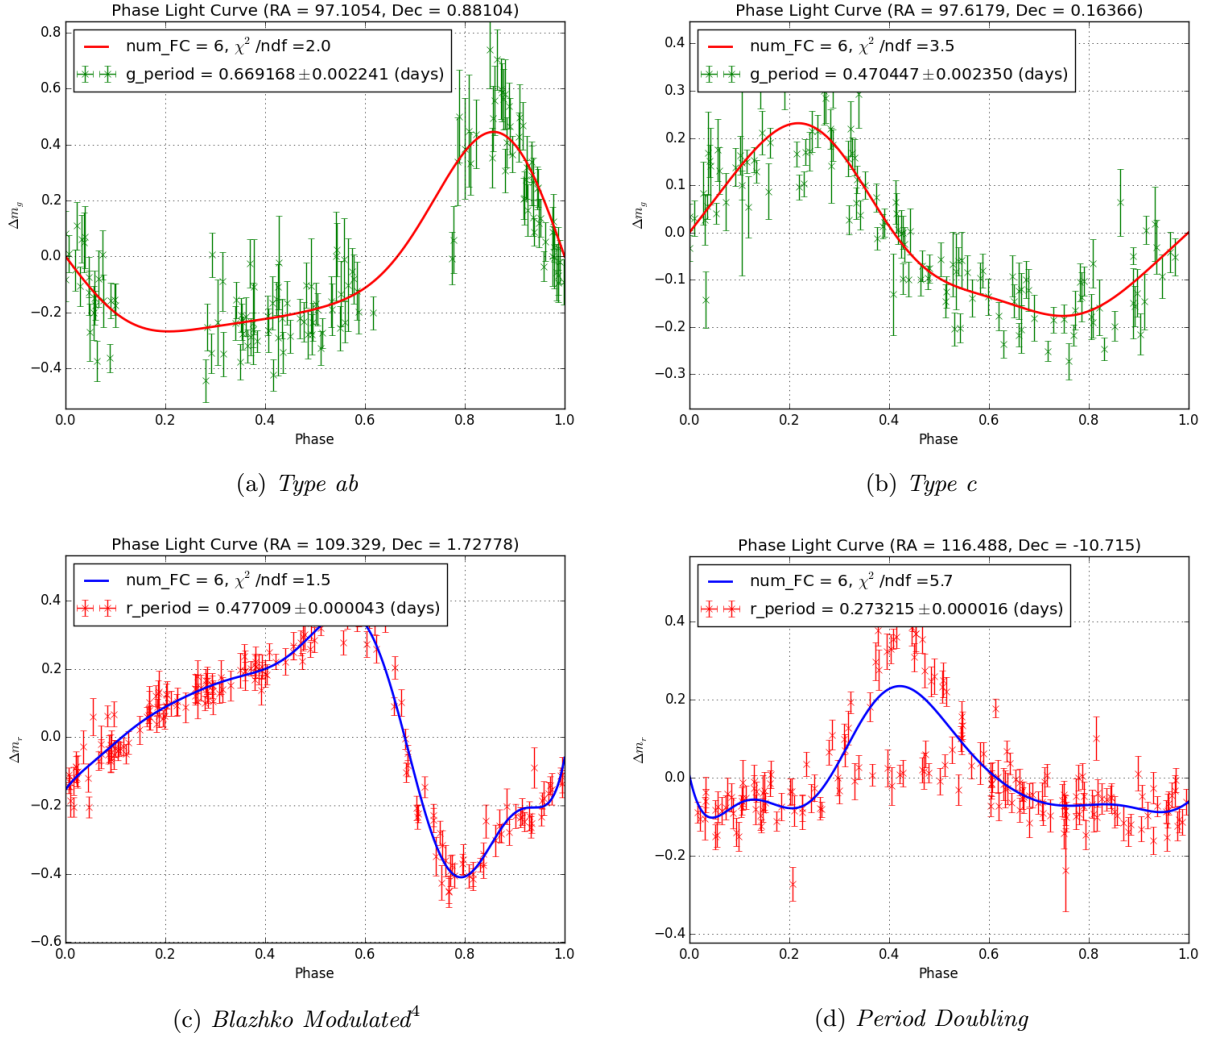 Phase Light Curve (RA = 97.1054, Dec = 0.88104)
num_FC = 6, χ² /ndf =2.0
g_period = 0.669168 ± 0.002241 (days)
0.8
0.6
0.4
0.2
0.0
−0.2
−0.4
Δm_g
0.0 0.2 0.4 0.6 0.8 1.0
Phase
(a) Type ab
Phase Light Curve (RA = 97.6179, Dec = 0.16366)
num_FC = 6, χ² /ndf =3.5
g_period = 0.470447 ± 0.002350 (days)
0.4
0.3
0.2
0.1
0.0
−0.1
−0.2
−0.3
Δm_g
0.0 0.2 0.4 0.6 0.8 1.0
Phase
(b) Type c
Phase Light Curve (RA = 109.329, Dec = 1.72778)
num_FC = 6, χ² /ndf =1.5
r_period = 0.477009 ± 0.000043 (days)
0.4
0.2
0.0
−0.2
−0.4
−0.6
Δm_r
0.0 0.2 0.4 0.6 0.8 1.0
Phase
(c) Blazhko Modulated⁴
Phase Light Curve (RA = 116.488, Dec = -10.715)
num_FC = 6, χ² /ndf =5.7
r_period = 0.273215 ± 0.000016 (days)
0.4
0.2
0.0
−0.2
−0.4
Δm_r
0.0 0.2 0.4 0.6 0.8 1.0
Phase
(d) Period Doubling